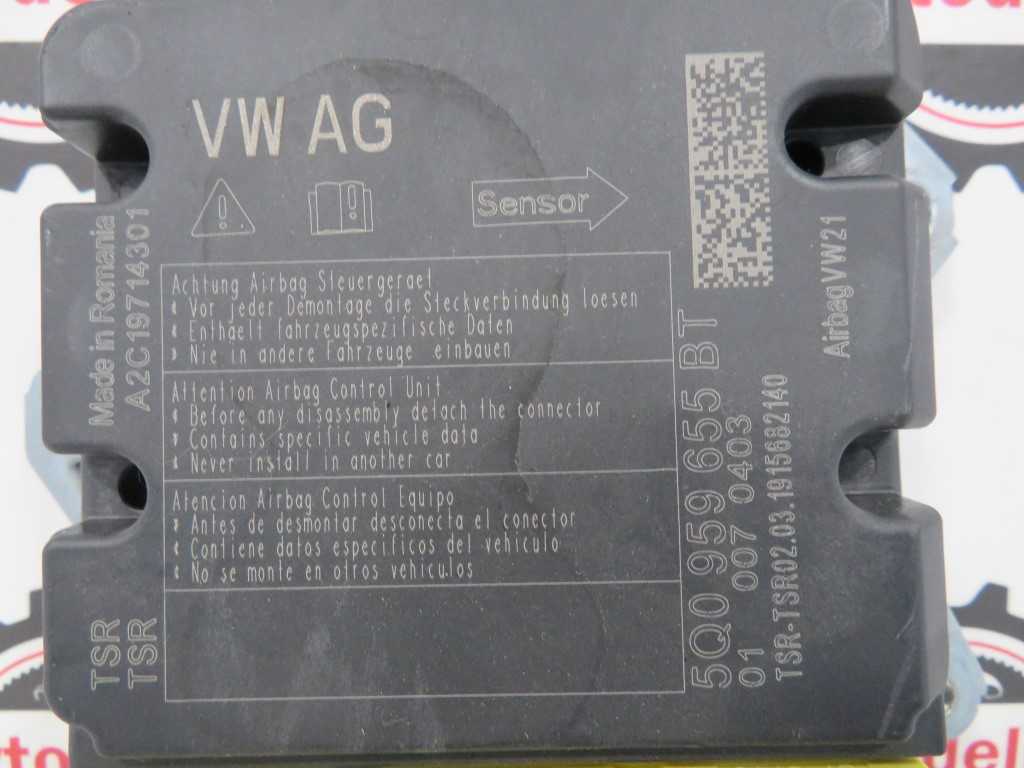 VW AG
Sensor
Achtung Airbag Steuergeraet
* Vor jeder Demontage die Steckverbindung loesen
* Enthaelt fahrzeugspezifische Daten
* Nie in andere Fahrzeuge einbauen
Attention Airbag Control Unit
* Before any disassembly detach the connector
* Contains specific vehicle data
* Never install in another car
Atencion Airbag Control Equipo
* Antes de desmontar desconecta el conector
* Contiene datos especificos del vehiculo
* No se monte en otros vehiculos
Made in Romania
A2C19714301
TSR
TSR
5Q0 959 655 BT
01 007 0403
TSR-TSR02.03.1915682140
AirbagVW21